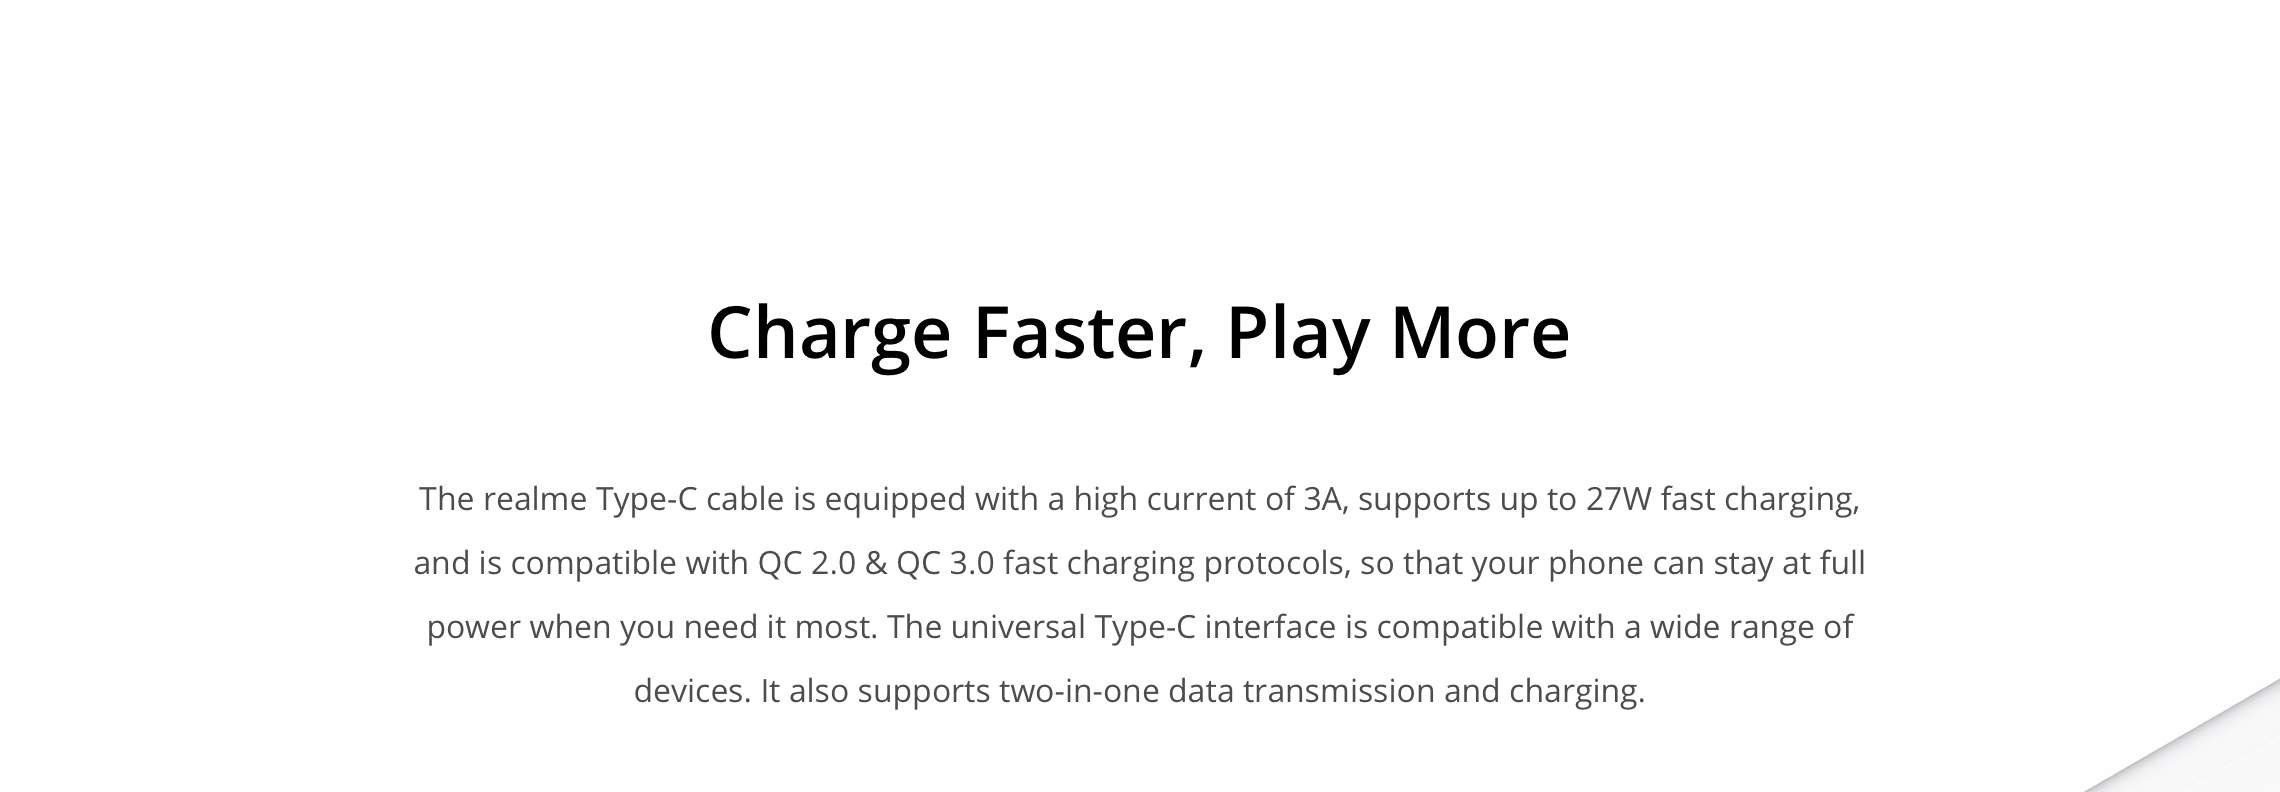 Charge Faster, Play More
The realme Type-C cable is equipped with a high current of 3A, supports up to 27W fast charging,
and is compatible with QC 2.0 & QC 3.0 fast charging protocols, so that your phone can stay at full
power when you need it most. The universal Type-C interface is compatible with a wide range of
devices. It also supports two-in-one data transmission and charging.